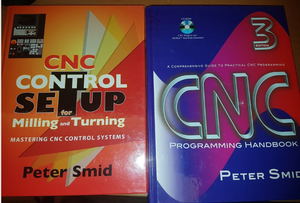 CNC
CONTROL
SETUP
for
Milling and Turning
MASTERING CNC CONTROL SYSTEMS
Peter Smid
3
EDITION
A COMPREHENSIVE GUIDE TO PRACTICAL CNC PROGRAMMING
CNC
PROGRAMMING HANDBOOK
PETER SMID